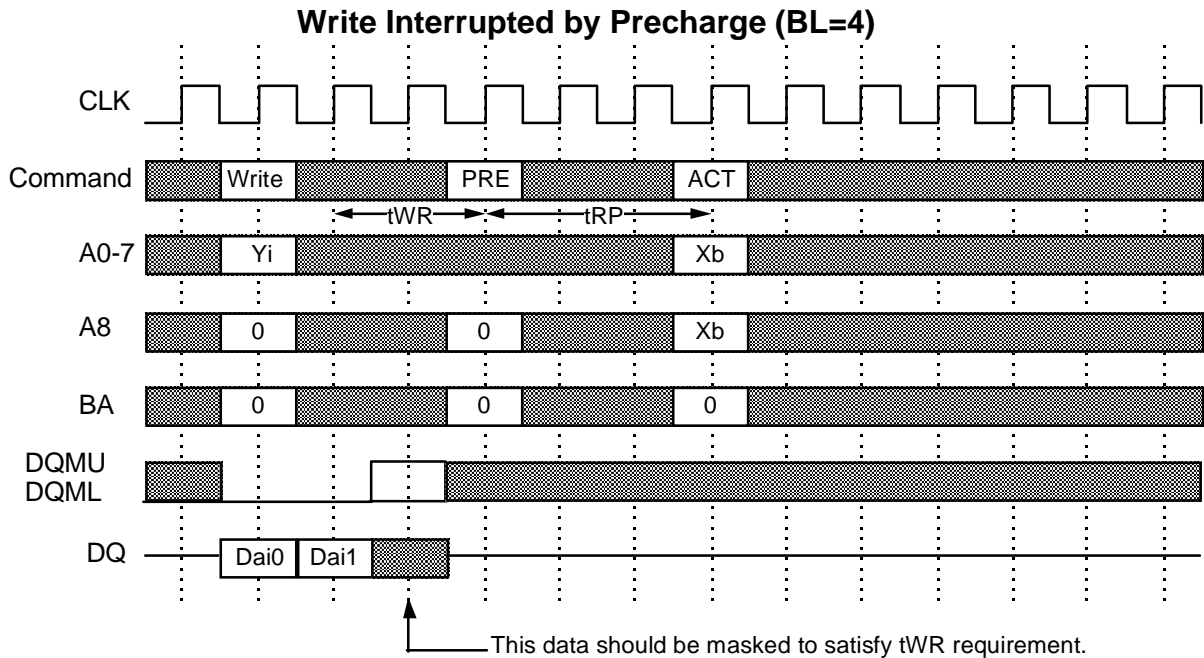 Write Interrupted by Precharge (BL=4)
CLK
Command Write PRE ACT
tWR tRP
A0-7 Yi Xb
A8 0 0 Xb
BA 0 0 0
DQMU
DQML
DQ Dai0 Dai1
This data should be masked to satisfy tWR requirement.